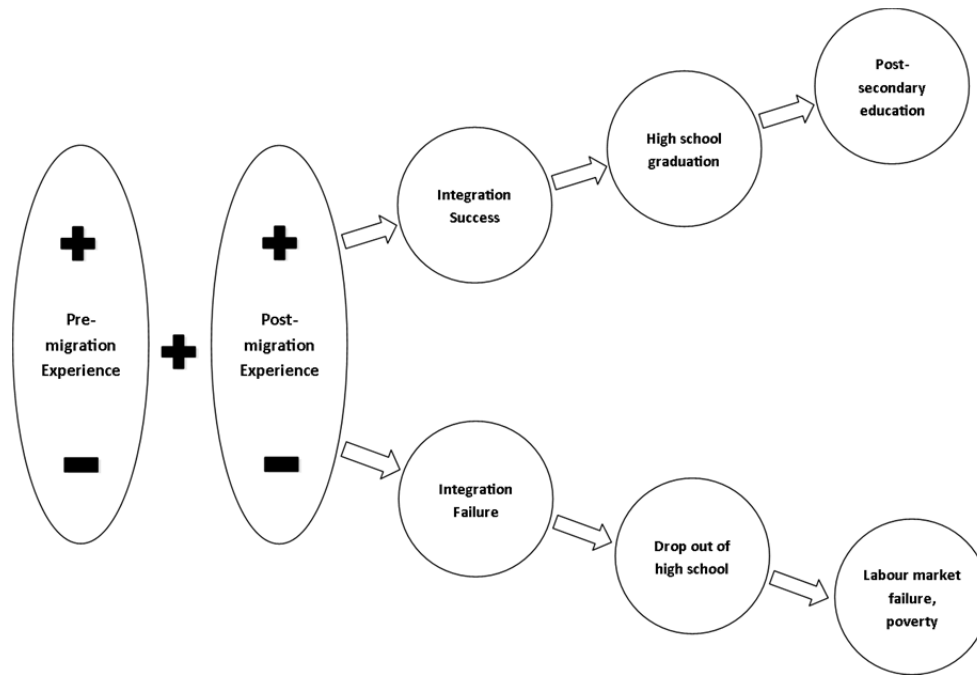 Pre-
migration
Experience
Post-
migration
Experience
Integration
Success
High school
graduation
Post-
secondary
education
Integration
Failure
Drop out of
high school
Labour market
failure,
poverty